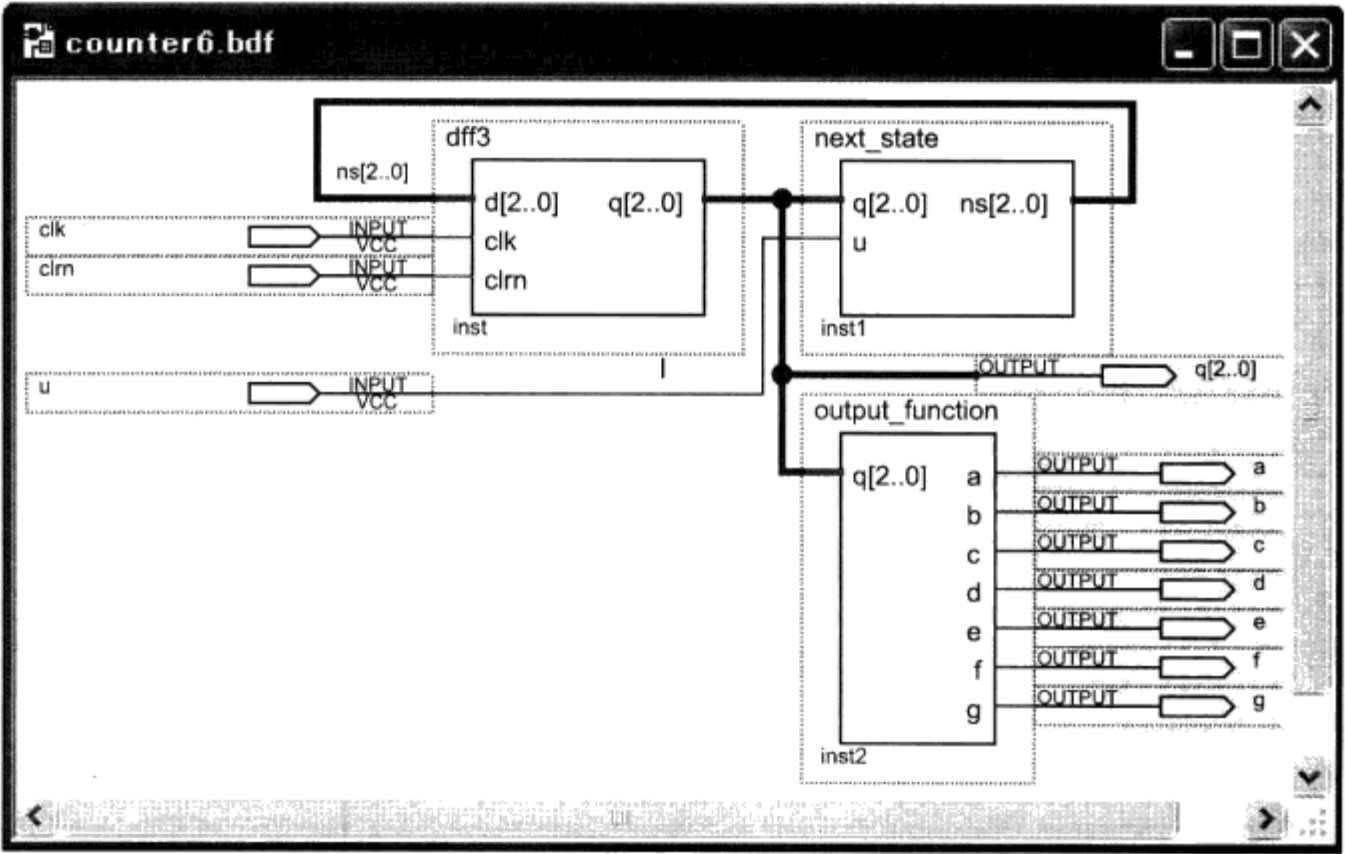 counter6.bdf
dff3
next_state
ns[2..0]
d[2..0] q[2..0]
q[2..0] ns[2..0]
clk
INPUT
VCC
clk
u
clrn
INPUT
VCC
clrn
inst
inst1
OUTPUT
q[2..0]
u
INPUT
VCC
output_function
q[2..0]
a
OUTPUT
a
b
OUTPUT
b
c
OUTPUT
c
d
OUTPUT
d
e
OUTPUT
e
f
OUTPUT
f
g
OUTPUT
g
inst2